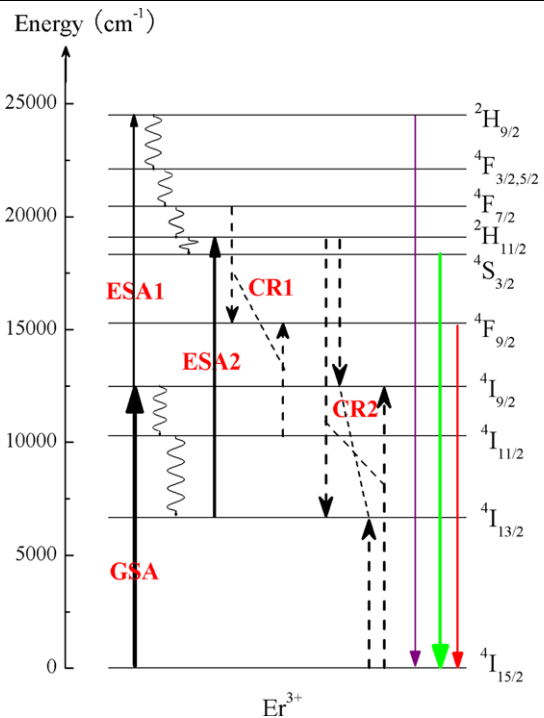 Energy (cm⁻¹)
25000
20000
15000
10000
5000
0
²H₉/₂
⁴F₃/₂,₅/₂
⁴F₇/₂
²H₁₁/₂
⁴S₃/₂
⁴F₉/₂
⁴I₉/₂
⁴I₁₁/₂
⁴I₁₃/₂
⁴I₁₅/₂
ESA1
CR1
ESA2
CR2
GSA
Er³⁺